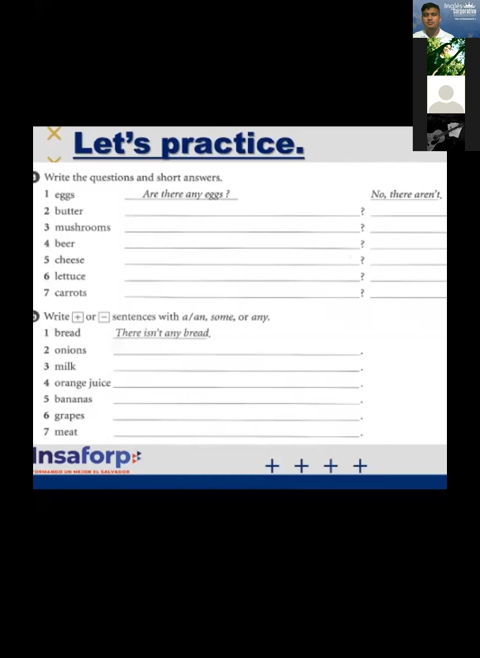 Inglés
Corporativo
Let's practice.
Write the questions and short answers.
1 eggs Are there any eggs ? No, there aren't.
2 butter ?
3 mushrooms ?
4 beer ?
5 cheese ?
6 lettuce ?
7 carrots ?
Write + or − sentences with a/an, some, or any.
1 bread There isn't any bread.
2 onions .
3 milk .
4 orange juice .
5 bananas .
6 grapes .
7 meat .
Insaforp
FORMANDO UN MEJOR EL SALVADOR
+ + + +